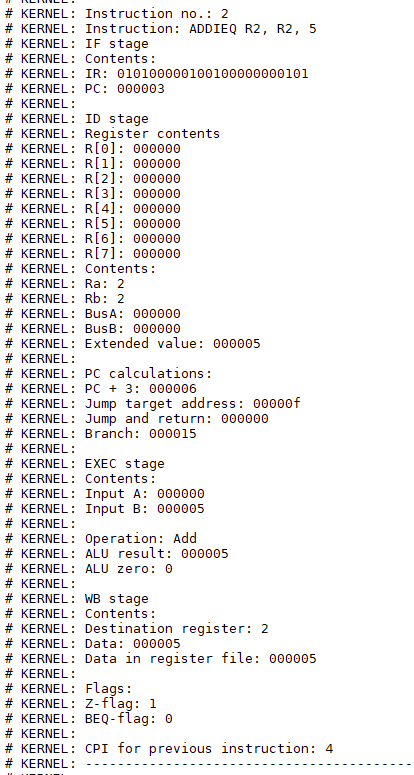 # KERNEL:
# KERNEL: Instruction no.: 2
# KERNEL: Instruction: ADDIEQ R2, R2, 5
# KERNEL: IF stage
# KERNEL: Contents:
# KERNEL: IR: 010100000100100000000101
# KERNEL: PC: 000003
# KERNEL:
# KERNEL: ID stage
# KERNEL: Register contents
# KERNEL: R[0]: 000000
# KERNEL: R[1]: 000000
# KERNEL: R[2]: 000000
# KERNEL: R[3]: 000000
# KERNEL: R[4]: 000000
# KERNEL: R[5]: 000000
# KERNEL: R[6]: 000000
# KERNEL: R[7]: 000000
# KERNEL: Contents:
# KERNEL: Ra: 2
# KERNEL: Rb: 2
# KERNEL: BusA: 000000
# KERNEL: BusB: 000000
# KERNEL: Extended value: 000005
# KERNEL:
# KERNEL: PC calculations:
# KERNEL: PC + 3: 000006
# KERNEL: Jump target address: 00000f
# KERNEL: Jump and return: 000000
# KERNEL: Branch: 000015
# KERNEL:
# KERNEL: EXEC stage
# KERNEL: Contents:
# KERNEL: Input A: 000000
# KERNEL: Input B: 000005
# KERNEL:
# KERNEL: Operation: Add
# KERNEL: ALU result: 000005
# KERNEL: ALU zero: 0
# KERNEL:
# KERNEL: WB stage
# KERNEL: Contents:
# KERNEL: Destination register: 2
# KERNEL: Data: 000005
# KERNEL: Data in register file: 000005
# KERNEL:
# KERNEL: Flags:
# KERNEL: Z-flag: 1
# KERNEL: BEQ-flag: 0
# KERNEL:
# KERNEL: CPI for previous instruction: 4
# KERNEL: -----------------------------------------
# KERNEL: